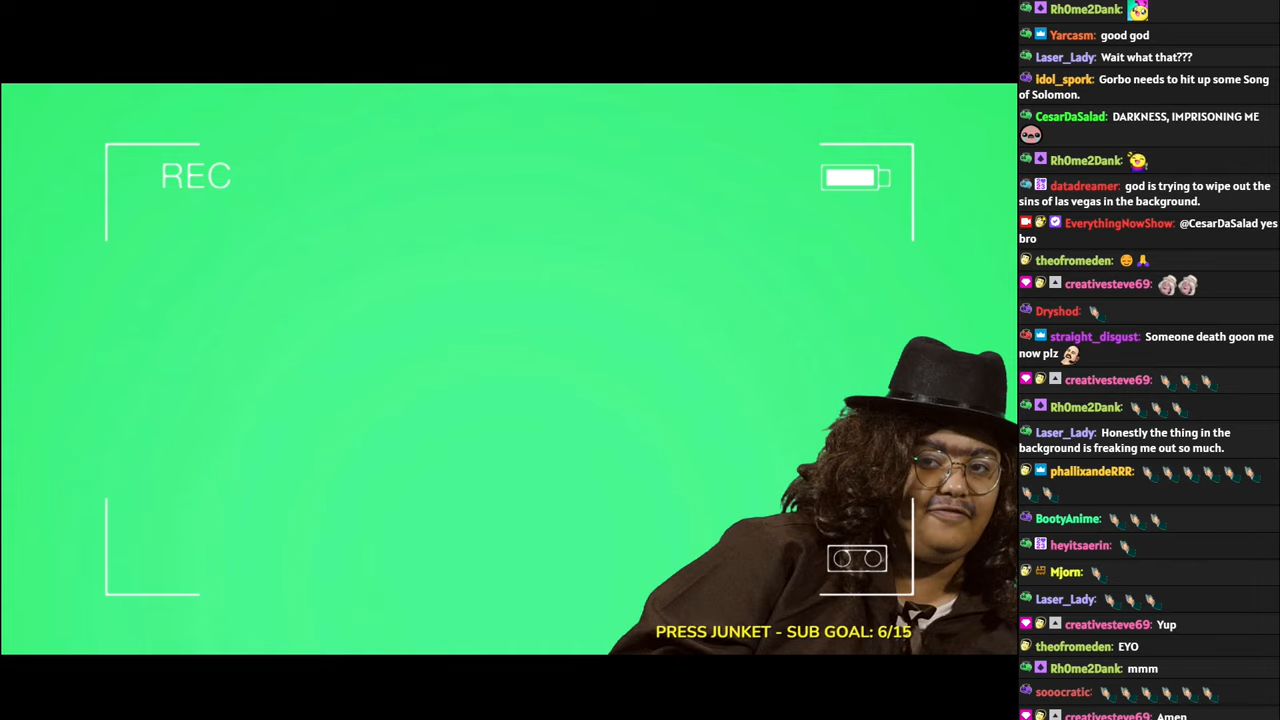 REC
PRESS JUNKET - SUB GOAL: 6/15
Rh0me2Dank:
Yarcasm: good god
Laser_Lady: Wait what that???
idol_spork: Gorbo needs to hit up some Song
of Solomon.
CesarDaSalad: DARKNESS, IMPRISONING ME
Rh0me2Dank:
datadreamer: god is trying to wipe out the
sins of las vegas in the background.
EverythingNowShow: @CesarDaSalad yes
bro
theofromeden: 
creativesteve69:
Dryshod:
straight_disgust: Someone death goon me
now plz
creativesteve69:
Rh0me2Dank:
Laser_Lady: Honestly the thing in the
background is freaking me out so much.
phallixandeRRR:
BootyAnime:
heyitsaerin:
Mjorn:
Laser_Lady:
creativesteve69: Yup
theofromeden: EYO
Rh0me2Dank: mmm
sooocratic:
creativesteve69: Amen